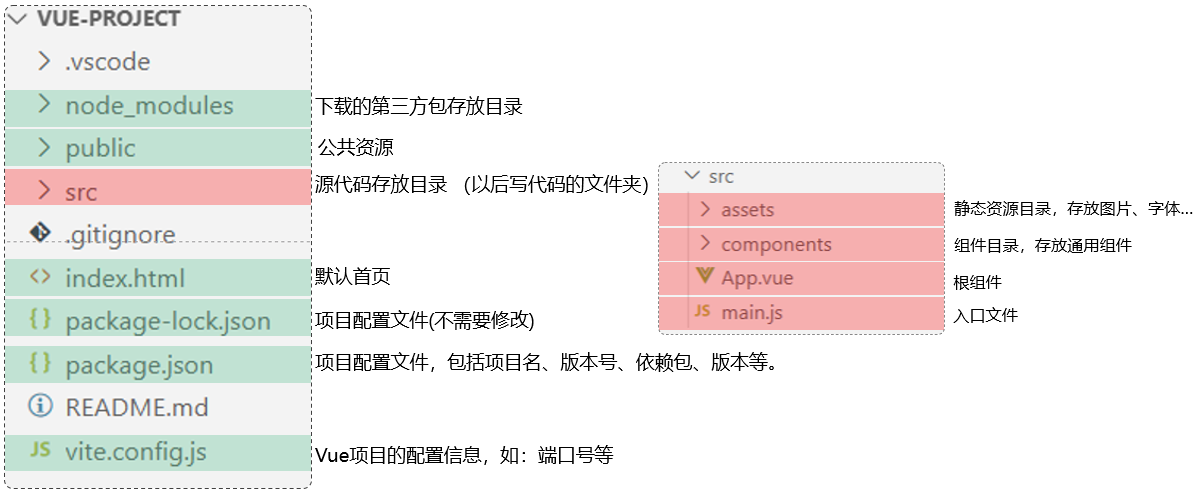 VUE-PROJECT
.vscode
node_modules 下载的第三方包存放目录
public 公共资源
src 源代码存放目录 (以后写代码的文件夹)
.gitignore
index.html 默认首页
package-lock.json 项目配置文件(不需要修改)
package.json 项目配置文件，包括项目名、版本号、依赖包、版本等。
README.md
JS vite.config.js Vue项目的配置信息，如：端口号等
src
assets 静态资源目录，存放图片、字体...
components 组件目录，存放通用组件
App.vue 根组件
JS main.js 入口文件